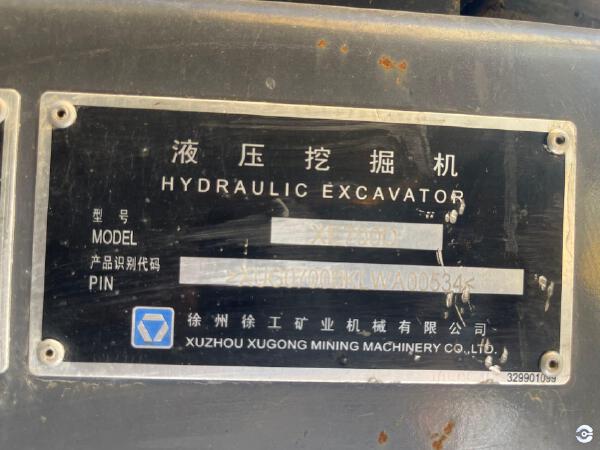 液压挖掘机
HYDRAULIC EXCAVATOR
型号
MODEL
产品识别代码
PIN
徐州徐工矿业机械有限公司
XUZHOU XUGONG MINING MACHINERY CO.,LTD.
329901099